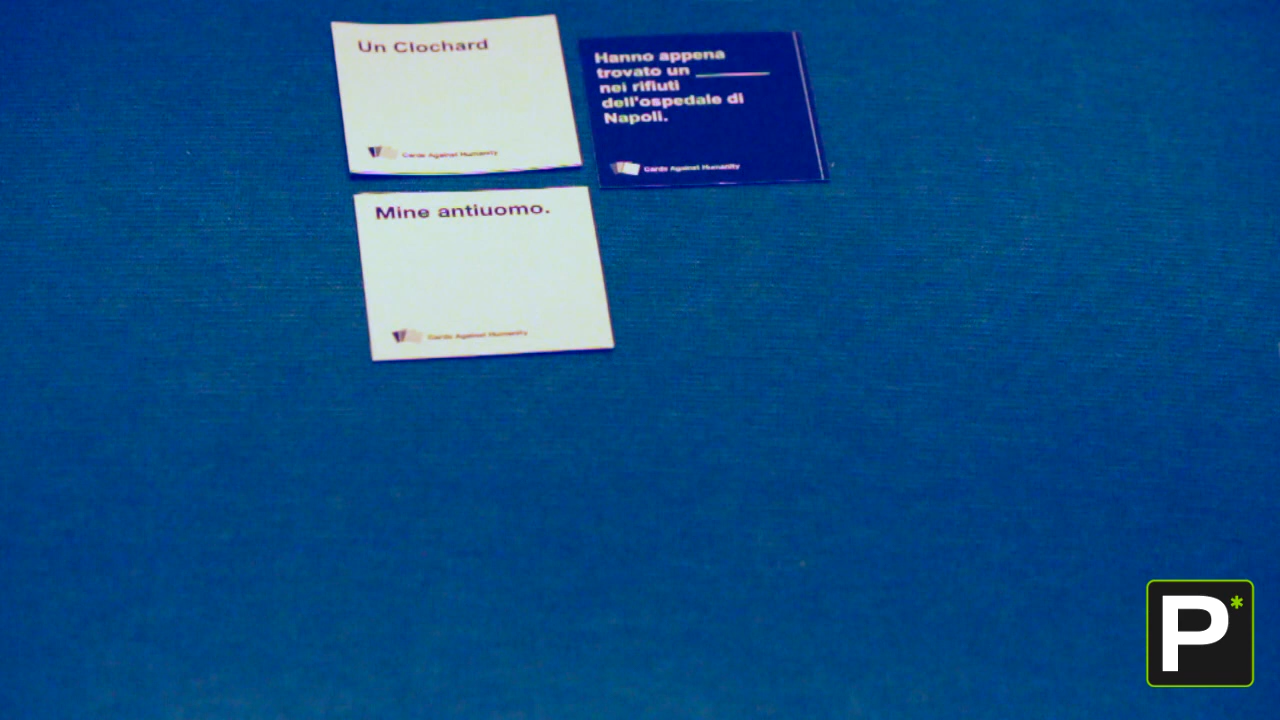 Un Clochard
Cards Against Humanity
Hanno appena
trovato un ________
nei rifiuti
dell'ospedale di
Napoli.
Cards Against Humanity
Mine antiuomo.
Cards Against Humanity
P*